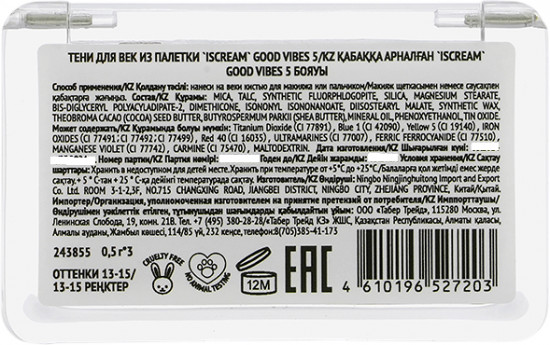 ТЕНИ ДЛЯ ВЕК ИЗ ПАЛЕТКИ `ISCREAM` GOOD VIBES 5/KZ ҚАБАҚҚА АРНАЛҒАН `ISCREAM`
GOOD VIBES 5 БОЯУЫ
Способ применения/KZ Қолдану тәсілі: нанеси на веки кистью для макияжа или пальчиком/Макияж щеткасымен немесе саусақпен
қабақтарға жағыңыз. Состав/KZ Құрамы: MICA, TALC, SYNTHETIC FLUORPHLOGOPITE, SILICA, MAGNESIUM STEARATE,
BIS-DIGLYCERYL POLYACYLADIPATE-2, DIMETHICONE, ISONONYL ISONONANOATE, DIISOSTEARYL MALATE, SYNTHETIC WAX,
THEOBROMA CACAO (COCOA) SEED BUTTER, BUTYROSPERMUM PARKII (SHEA BUTTER), MINERAL OIL, PHENOXYETHANOL, TIN OXIDE.
Может содержать/KZ Құрамында болуы мүмкін: Titanium Dioxide (CI 77891), Blue 1 (CI 42090), Yellow 5 (CI 19140), IRON
OXIDES (CI 77491; CI 77492; CI 77499), Red 40 (CI 16035), ULTRAMARINES (CI 77007), FERRIC FERROCYANIDE (CI 77510)
MANGANESE VIOLET (CI 77742), CARMINE (CI 75470), MALTODEXTRIN. Дата изготовления/KZ Шығарылған күні:
Номер партии/KZ Партия нөмірі: Годен до/KZ Дейін жарамды: Условия хранения/KZ Сақтау
шарттары: Хранить в недоступном для детей месте. Хранить при температуре от +5°С до +25°С/Балаларға қол жетімді емес жерде
сақтаңыз. + 5 ° С-тан + 25 ° С-қа дейінгі температурада сақтаңыз. Изготовитель/KZ Өндіруші: Ningbo Ningjinghuitong Import and Export
Co. Ltd. ROOM 3-1-2,3F, NO.715 CHANGXING ROAD, JIANGBEI DISTRICT, NINGBO CITY, ZHEJIANG PROVINCE, Китай/Қытай.
Импортер/Организация, уполномоченная изготовителем на принятие претензий от потребителя/KZ Импорттаушы/
Өндірушімен өтініштер еліне, тұтынушыдан шағымдар қабылдайтын ұйым: ООО «Табер Трейд», 115280 Москва, ул.
Ленинская Слобода, 19, комн. 21В. Тел. +7 (495) 380-28-28/«Табер Трейд» КЭ» ЖШС, Қазақстан Республикасы, Алматы
қаласы, Алмалы ауданы, Жамбыл көшесі, 114/85 үй, 232 кеңсе. Телефон:8(705)385-41-173
243855 0,5 г*3
ОТТЕНКИ 13-15/
13-15 РЕҢКТЕР
CRUELTY FREE
NO ANIMAL TESTING
12M
EAC
4 610196 527203